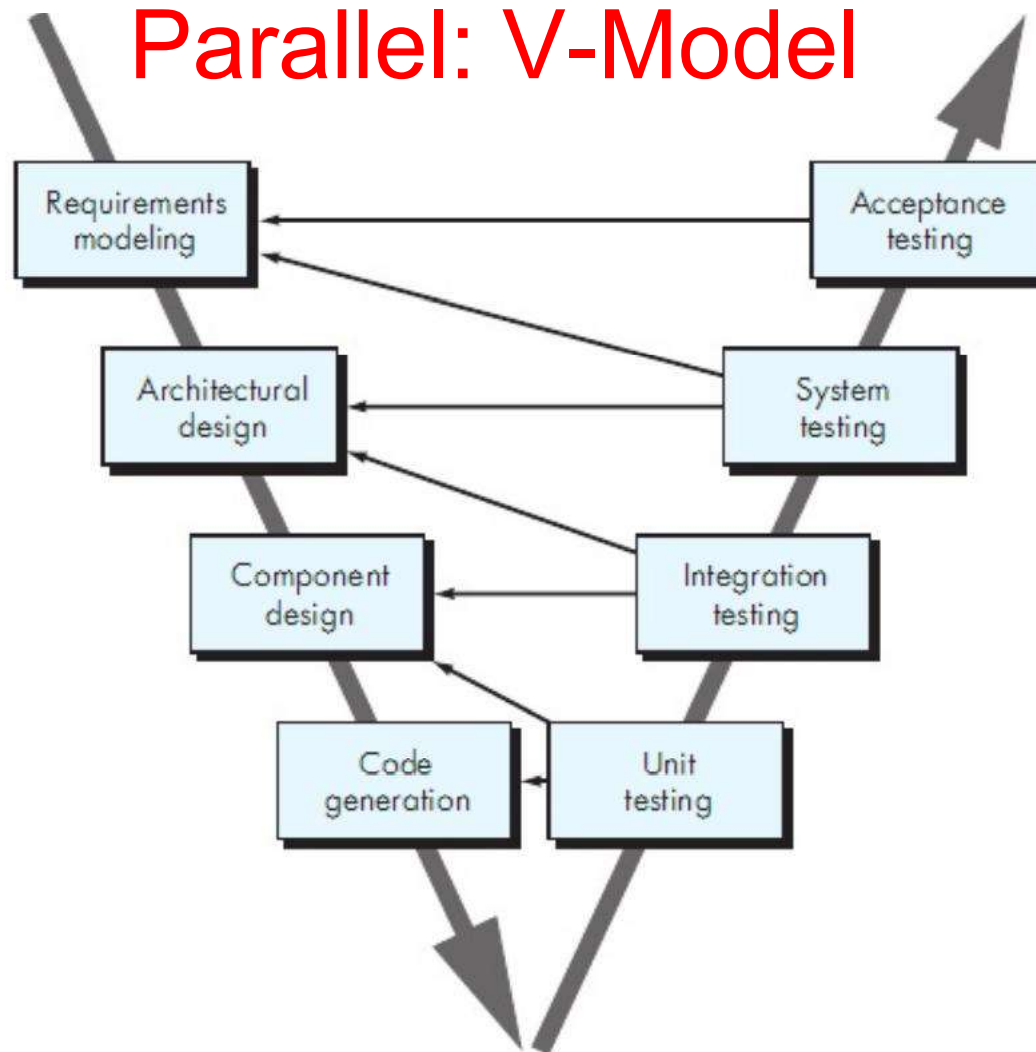 Parallel: V-Model
Requirements
modeling
Acceptance
testing
Architectural
design
System
testing
Component
design
Integration
testing
Code
generation
Unit
testing